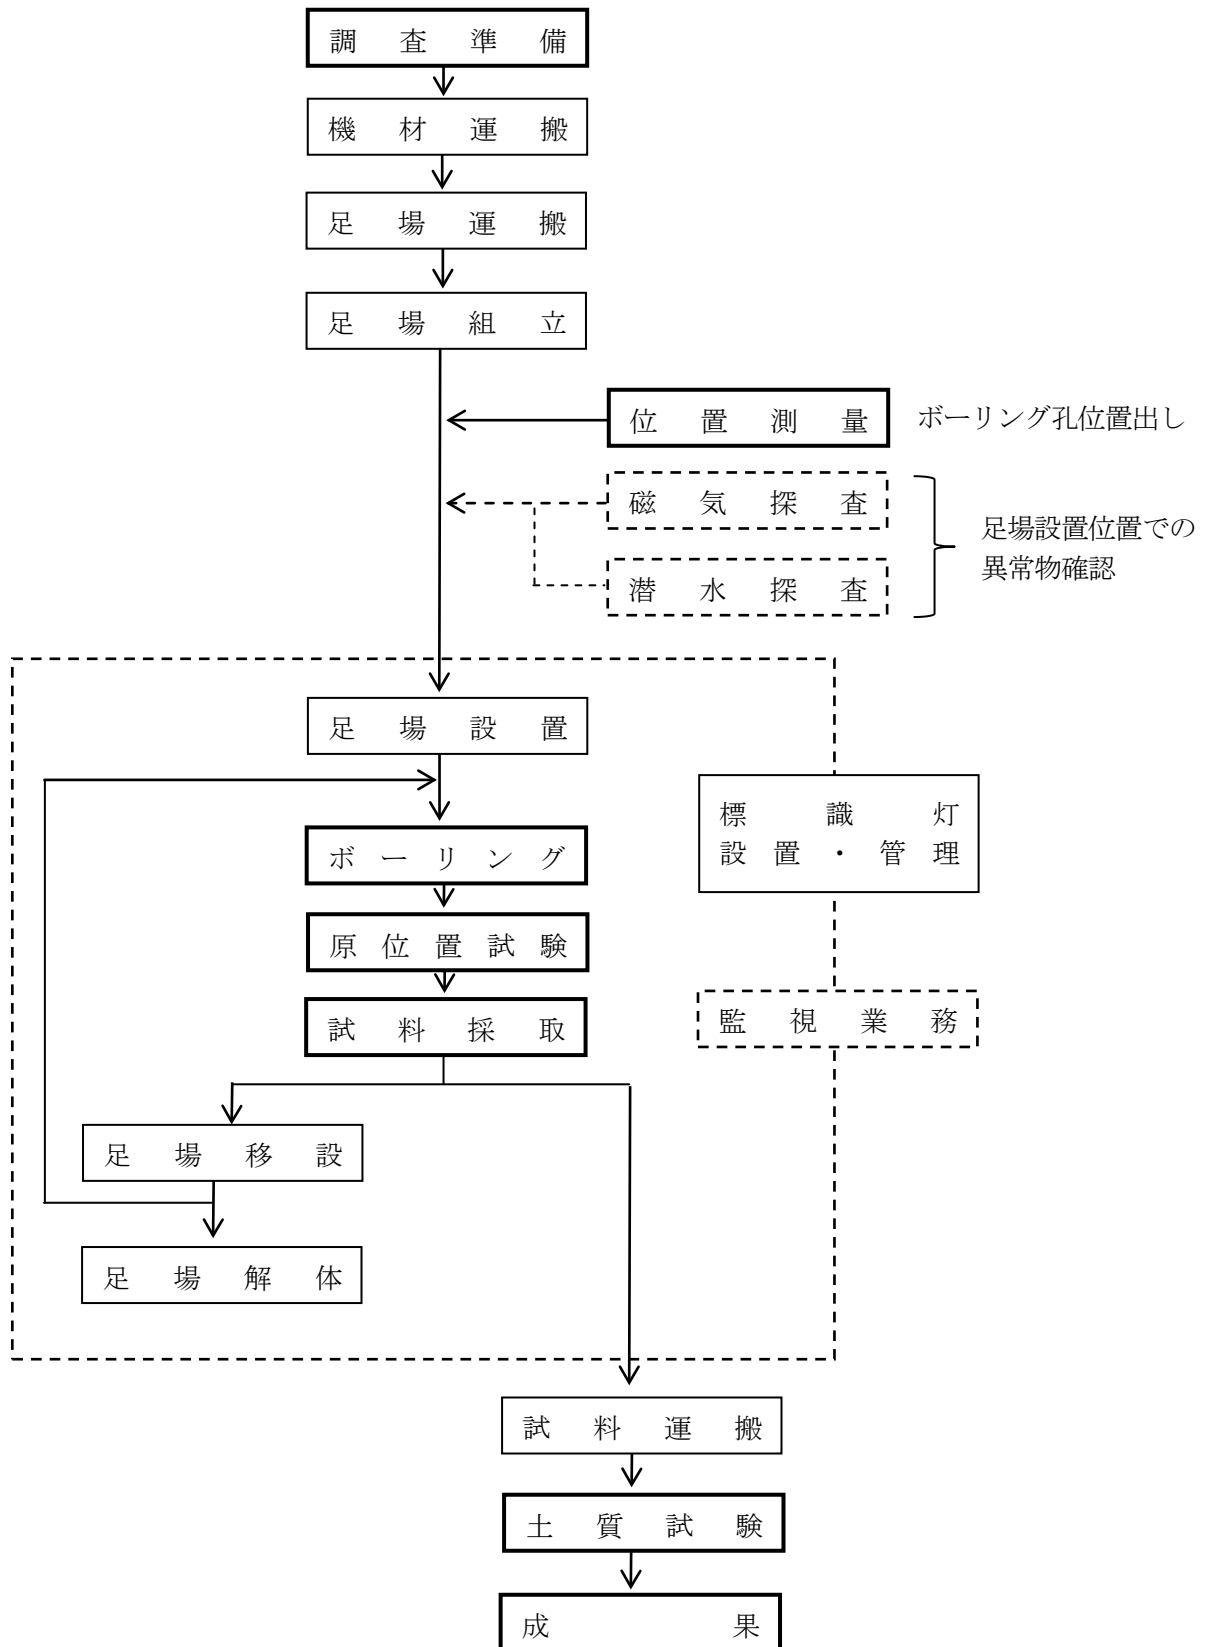 調査準備
機材運搬
足場運搬
足場組立
位置測量
ボーリング孔位置出し
磁気探査
潜水探査
足場設置位置での
異常物確認
足場設置
標識灯
設置・管理
ボーリング
原位置試験
試料採取
監視業務
足場移設
足場解体
試料運搬
土質試験
成果